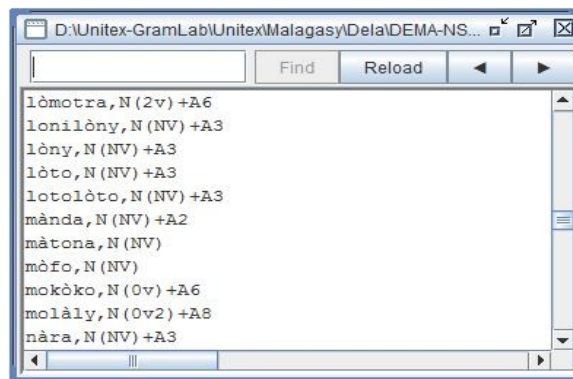 D:\Unitex-GramLab\Unitex\Malagasy\Dela\DEMA-NS...
Find Reload
lòmotra,N(2v)+A6
lonilòny,N(NV)+A3
lòny,N(NV)+A3
lòto,N(NV)+A3
lotolòto,N(NV)+A3
mànda,N(NV)+A2
màtona,N(NV)
mòfo,N(NV)
mokòko,N(0v)+A6
molàly,N(0v2)+A8
nàra,N(NV)+A3